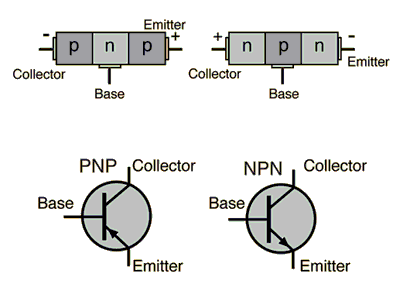 Emitter
- p n p +
Collector
Base
+ n p n -
Collector
Emitter
Base
PNP
Collector
Base
Emitter
NPN
Collector
Base
Emitter